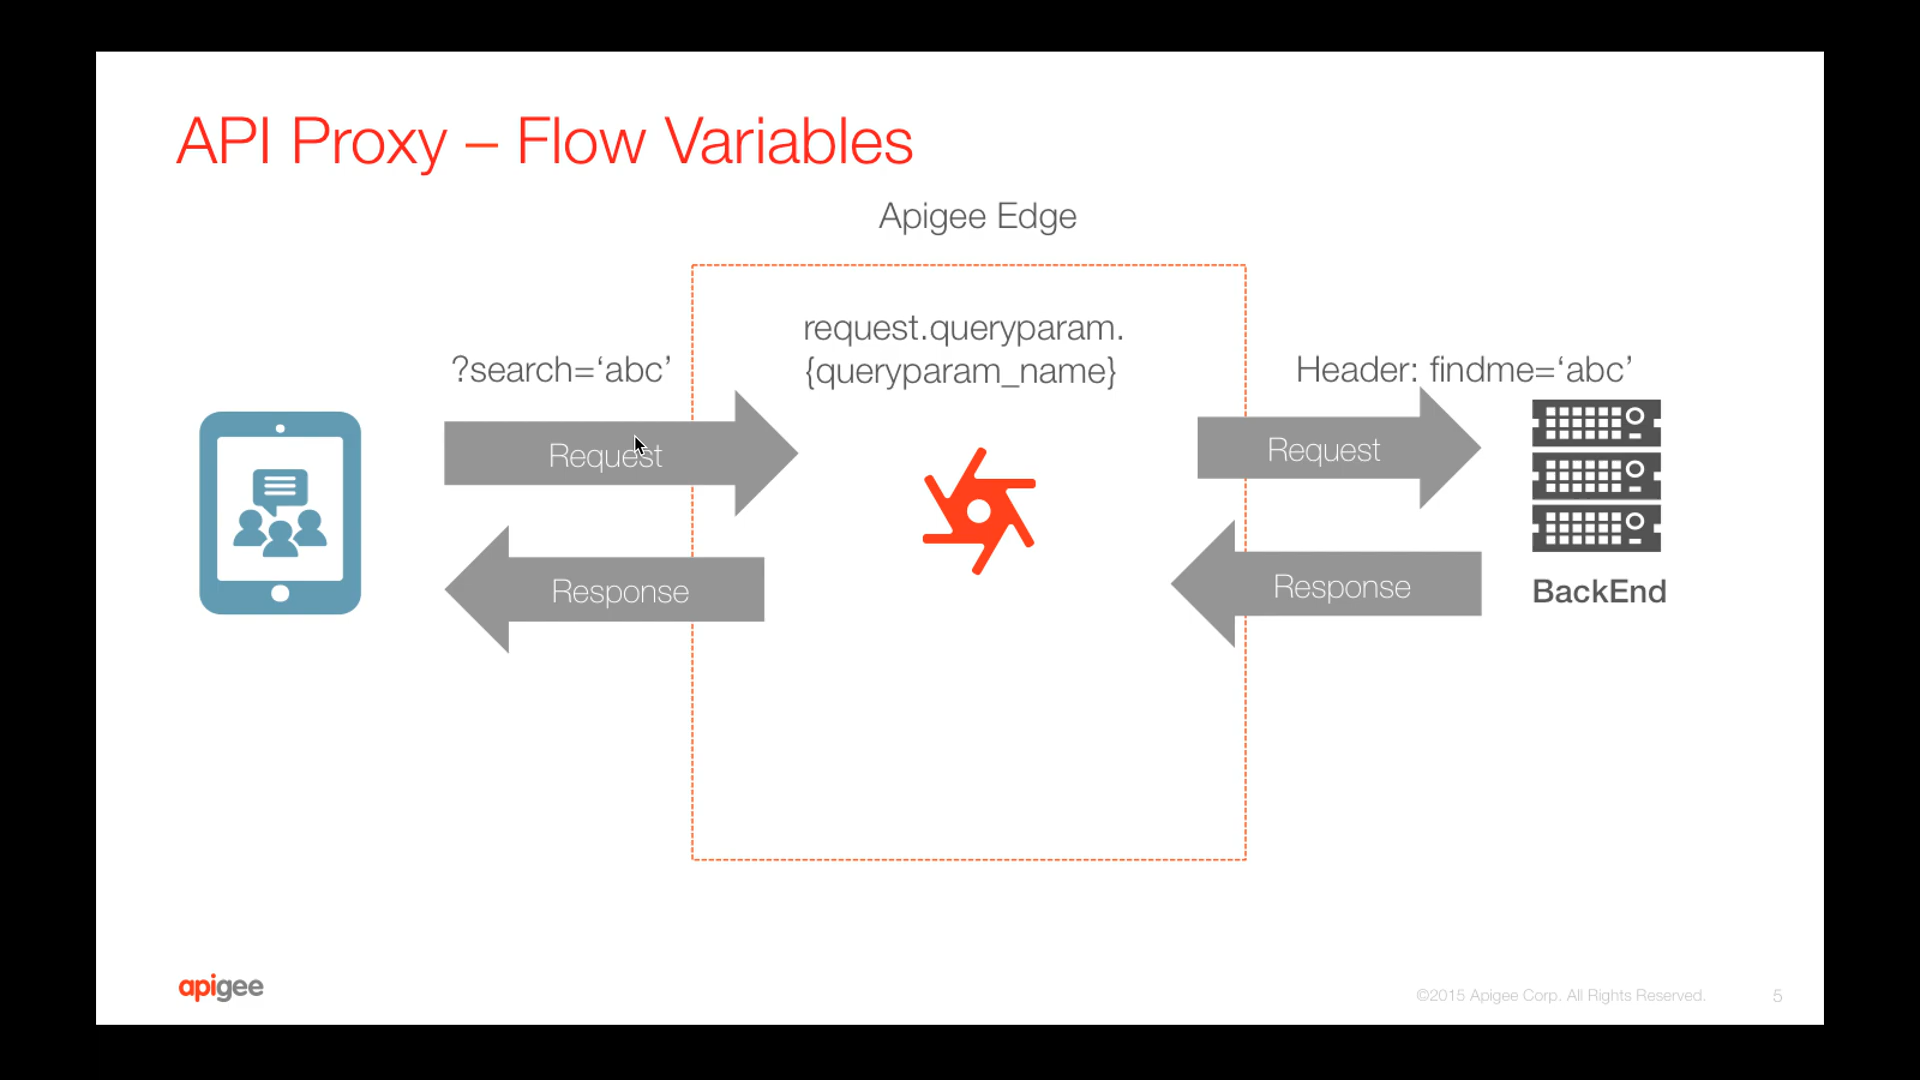 API Proxy – Flow Variables
Apigee Edge
request.queryparam.
{queryparam_name}
?search=‘abc’
Header: findme=‘abc’
Request
Request
Response
Response
BackEnd
apigee
©2015 Apigee Corp. All Rights Reserved.
5